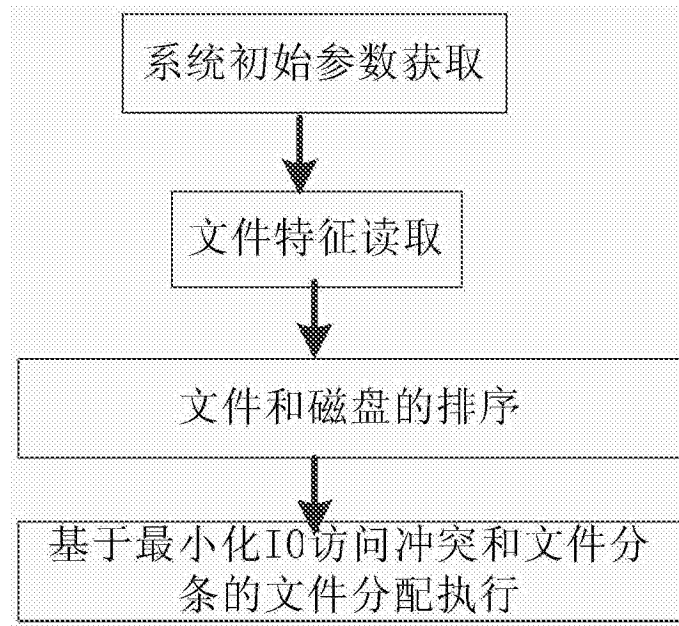 系统初始参数获取
文件特征读取
文件和磁盘的排序
基于最小化IO访问冲突和文件分
条的文件分配执行